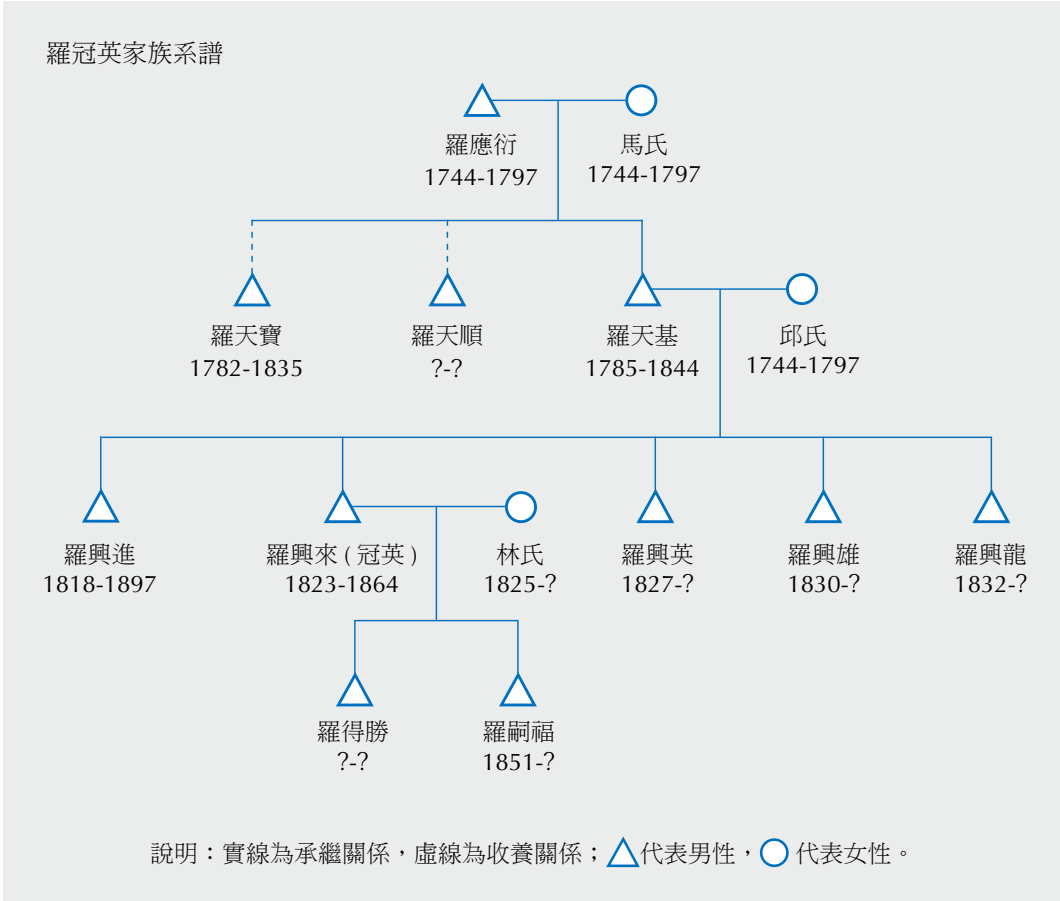 羅冠英家族系譜
羅應衍 馬氏
1744-1797 1744-1797
羅天寶 羅天順 羅天基 邱氏
1782-1835 ?-? 1785-1844 1744-1797
羅興進 羅興來(冠英) 林氏 羅興英 羅興雄 羅興龍
1818-1897 1823-1864 1825-? 1827-? 1830-? 1832-?
羅得勝 羅嗣福
?-? 1851-?
說明：實線為承繼關係，虛線為收養關係；代表男性，代表女性。